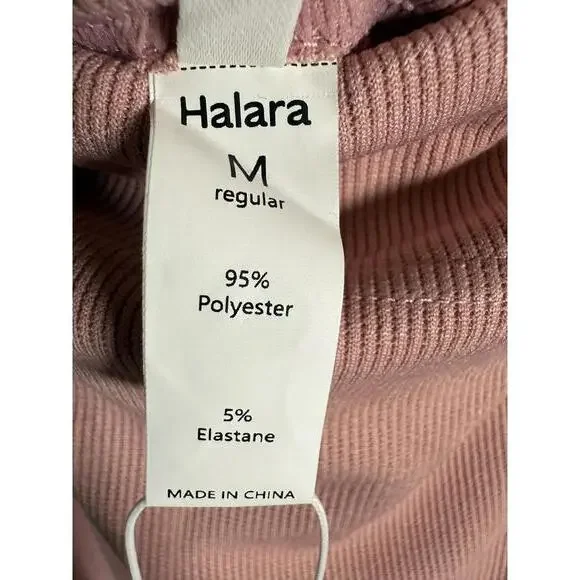 Halara
M
regular
95%
Polyester
5%
Elastane
MADE IN CHINA